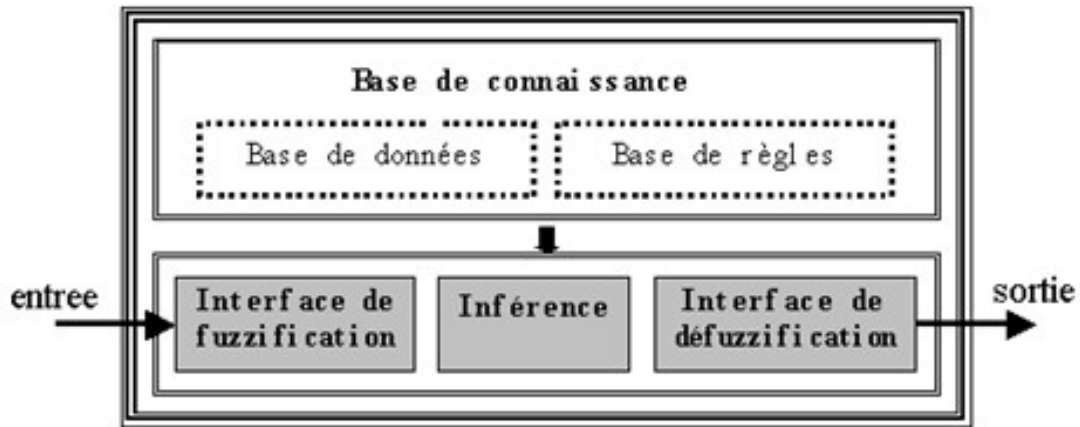 Base de connaissance
Base de données
Base de règles
entree
Interface de
fuzzification
Inférence
Interface de
défuzzification
sortie